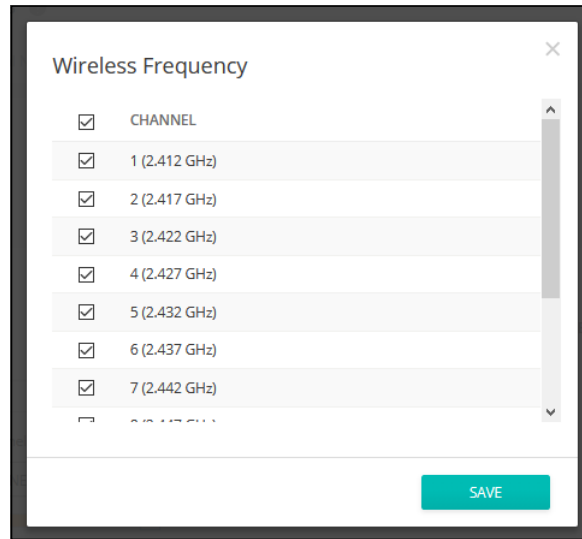 Wireless Frequency
CHANNEL
1 (2.412 GHz)
2 (2.417 GHz)
3 (2.422 GHz)
4 (2.427 GHz)
5 (2.432 GHz)
6 (2.437 GHz)
7 (2.442 GHz)
SAVE